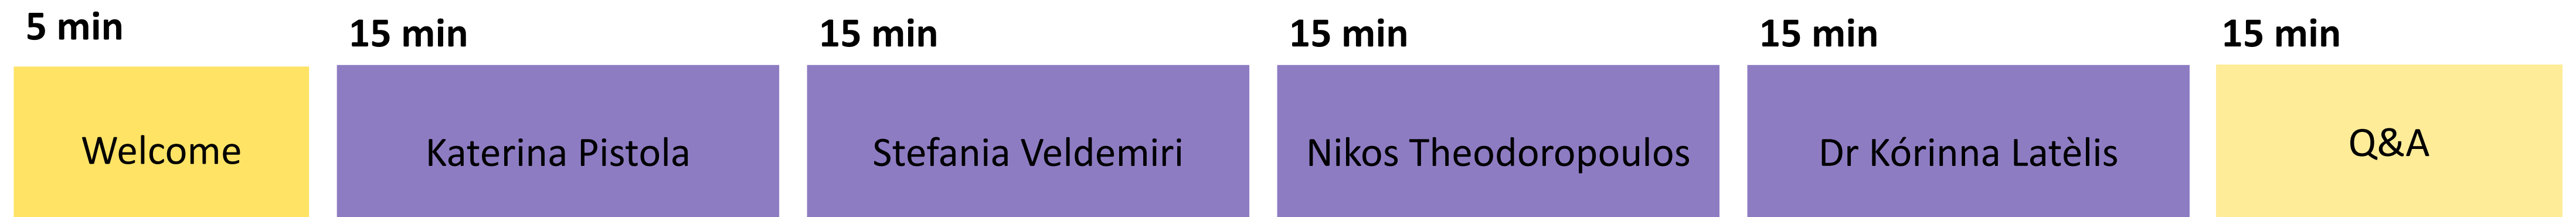 5 min
15 min
15 min
15 min
15 min
15 min
Welcome
Katerina Pistola
Stefania Veldemiri
Nikos Theodoropoulos
Dr Kórinna Latèlis
Q&A